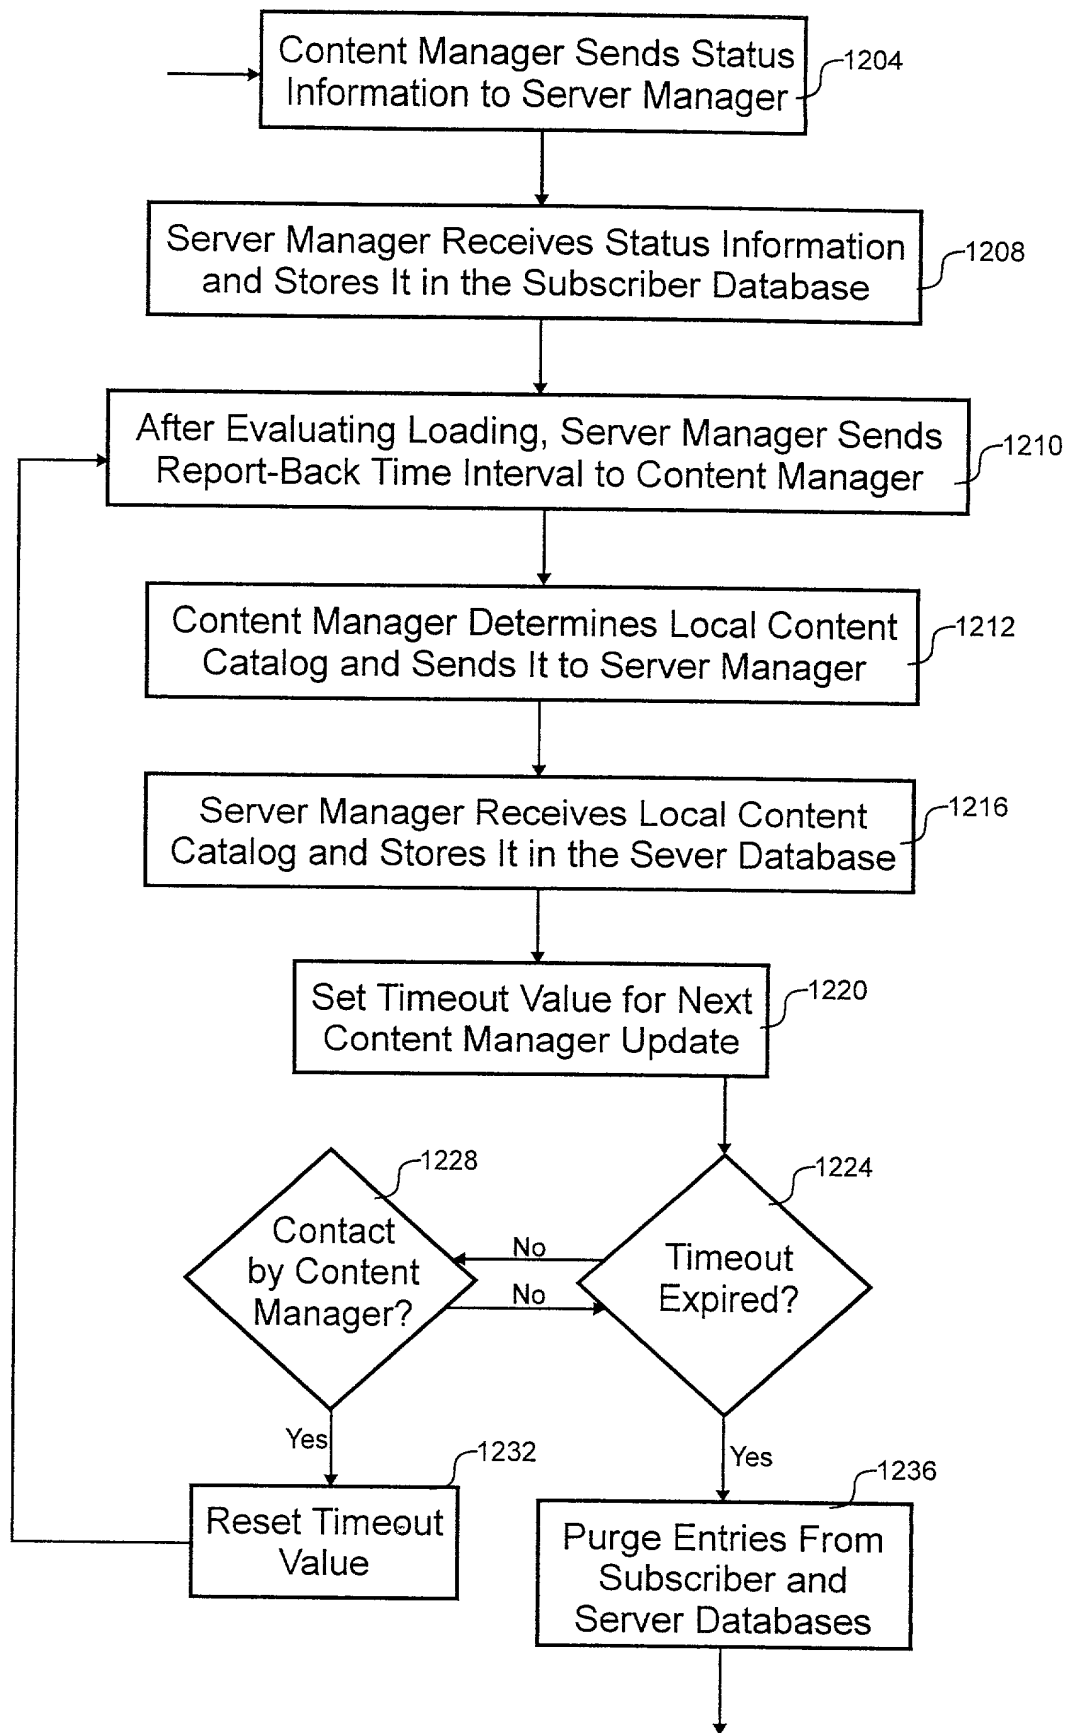 Content Manager Sends Status
Information to Server Manager
1204
Server Manager Receives Status Information
and Stores It in the Subscriber Database
1208
After Evaluating Loading, Server Manager Sends
Report-Back Time Interval to Content Manager
1210
Content Manager Determines Local Content
Catalog and Sends It to Server Manager
1212
Server Manager Receives Local Content
Catalog and Stores It in the Sever Database
1216
Set Timeout Value for Next
Content Manager Update
1220
1228
Contact
by Content
Manager?
No
No
1224
Timeout
Expired?
Yes
1232
Reset Timeout
Value
Yes
1236
Purge Entries From
Subscriber and
Server Databases